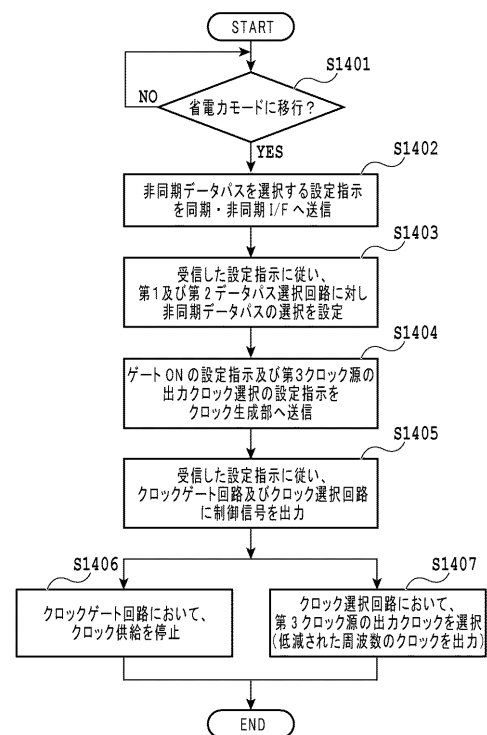 START
S1401
省電力モードに移行？
NO
YES
S1402
非同期データパスを選択する設定指示
を同期・非同期I/Fへ送信
S1403
受信した設定指示に従い、
第1及び第2データパス選択回路に対し
非同期データパスの選択を設定
S1404
ゲートONの設定指示及び第3クロック源の
出力クロック選択の設定指示を
クロック生成部へ送信
S1405
受信した設定指示に従い、
クロックゲート回路及びクロック選択回路
に制御信号を出力
S1406
クロックゲート回路において、
クロック供給を停止
S1407
クロック選択回路において、
第3クロック源の出力クロックを選択
(低減された周波数のクロックを出力)
END